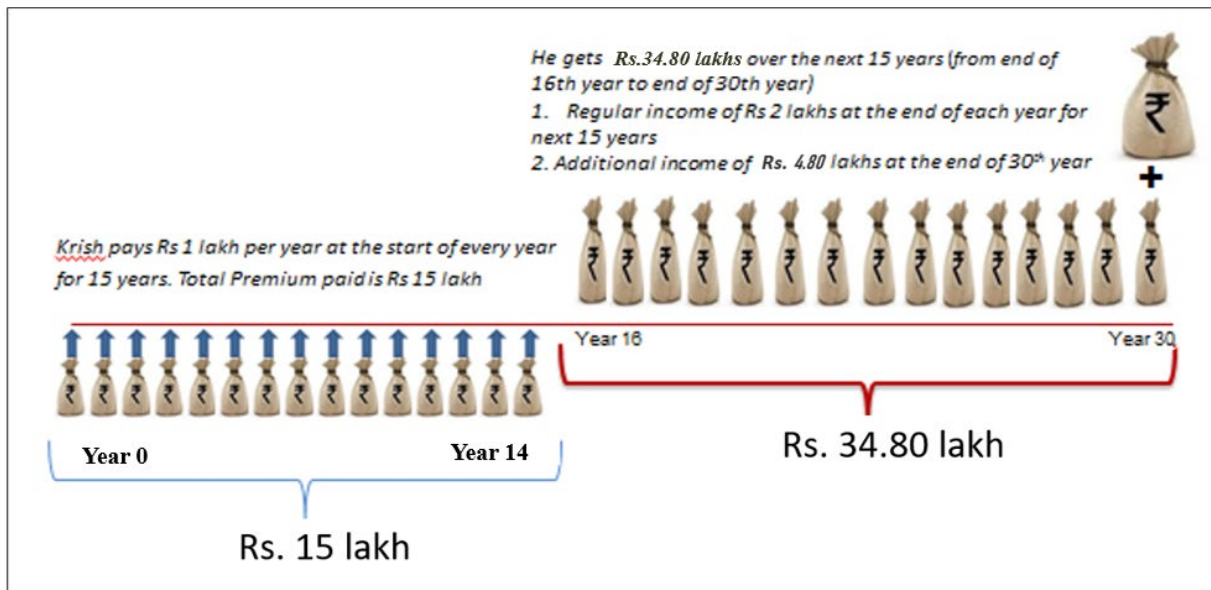 He gets Rs.34.80 lakhs over the next 15 years (from end of
16th year to end of 30th year)
1. Regular income of Rs 2 lakhs at the end of each year for
next 15 years
2. Additional income of Rs. 4.80 lakhs at the end of 30th year
₹
+
Krish pays Rs 1 lakh per year at the start of every year
for 15 years. Total Premium paid is Rs 15 lakh
₹ ₹ ₹ ₹ ₹ ₹ ₹ ₹ ₹ ₹ ₹ ₹ ₹ ₹ ₹
Year 16 Year 30
₹ ₹ ₹ ₹ ₹ ₹ ₹ ₹ ₹ ₹ ₹ ₹ ₹ ₹ ₹
Year 0 Year 14
Rs. 34.80 lakh
Rs. 15 lakh